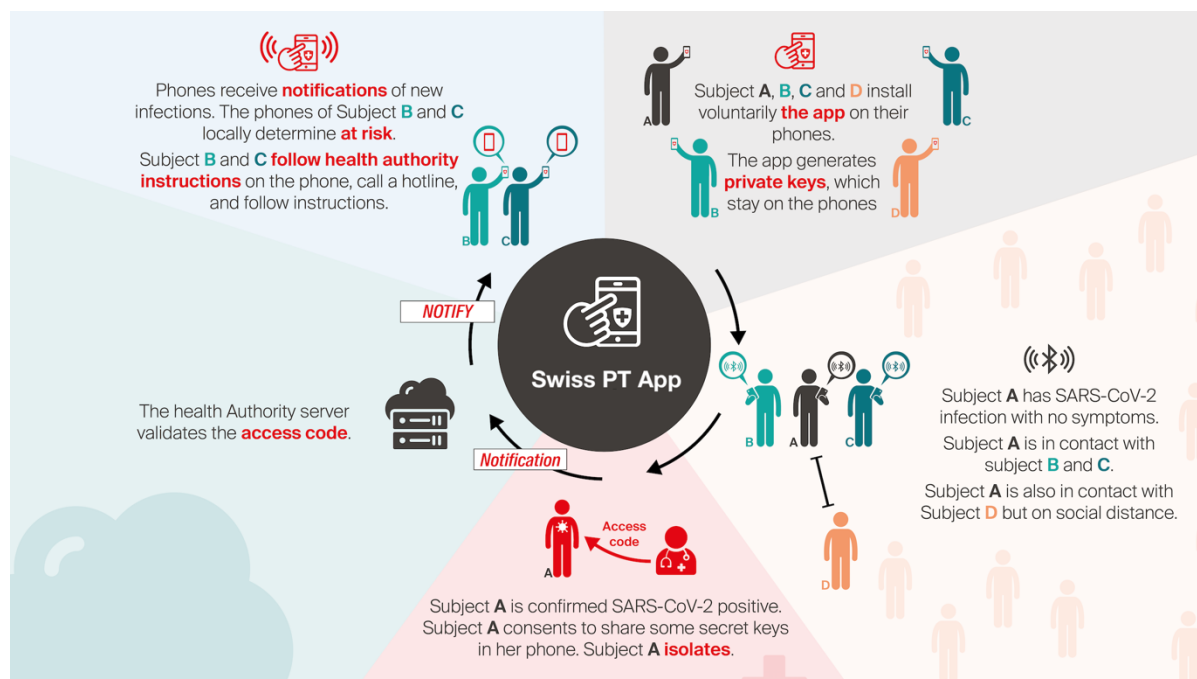 Phones receive notifications of new
infections. The phones of Subject B and C
locally determine at risk.
Subject B and C follow health authority
instructions on the phone, call a hotline,
and follow instructions.
B
C
Subject A, B, C and D install
voluntarily the app on their
phones.
The app generates
private keys, which
stay on the phones
A
C
B
D
NOTIFY
Swiss PT App
B
A
C
D
Subject A has SARS-CoV-2
infection with no symptoms.
Subject A is in contact with
subject B and C.
Subject A is also in contact with
Subject D but on social distance.
The health Authority server
validates the access code.
Notification
Access
code
A
Subject A is confirmed SARS-CoV-2 positive.
Subject A consents to share some secret keys
in her phone. Subject A isolates.